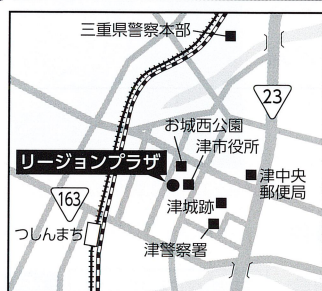 三重県警察本部
23
お城西公園
津市役所
リージョンプラザ
津中央
郵便局
163
津城跡
つしんまち
津警察署